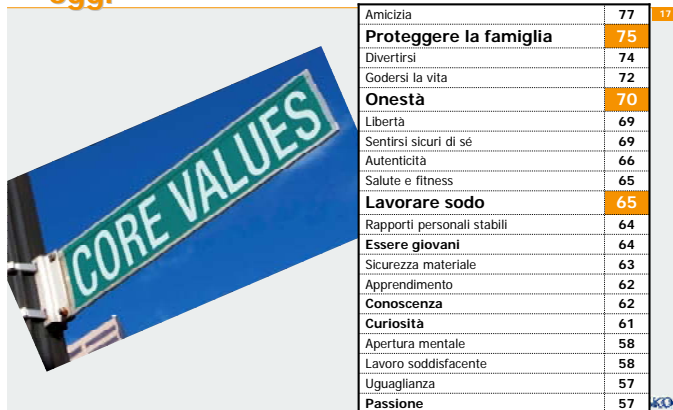 oggi
Amicizia 77
17
Proteggere la famiglia 75
Divertirsi 74
Godersi la vita 72
Onestà 70
Libertà 69
Sentirsi sicuri di sé 69
Autenticità 66
Salute e fitness 65
Lavorare sodo 65
Rapporti personali stabili 64
Essere giovani 64
Sicurezza materiale 63
Apprendimento 62
Conoscenza 62
Curiosità 61
Apertura mentale 58
Lavoro soddisfacente 58
Uguaglianza 57
Passione 57
CORE VALUES